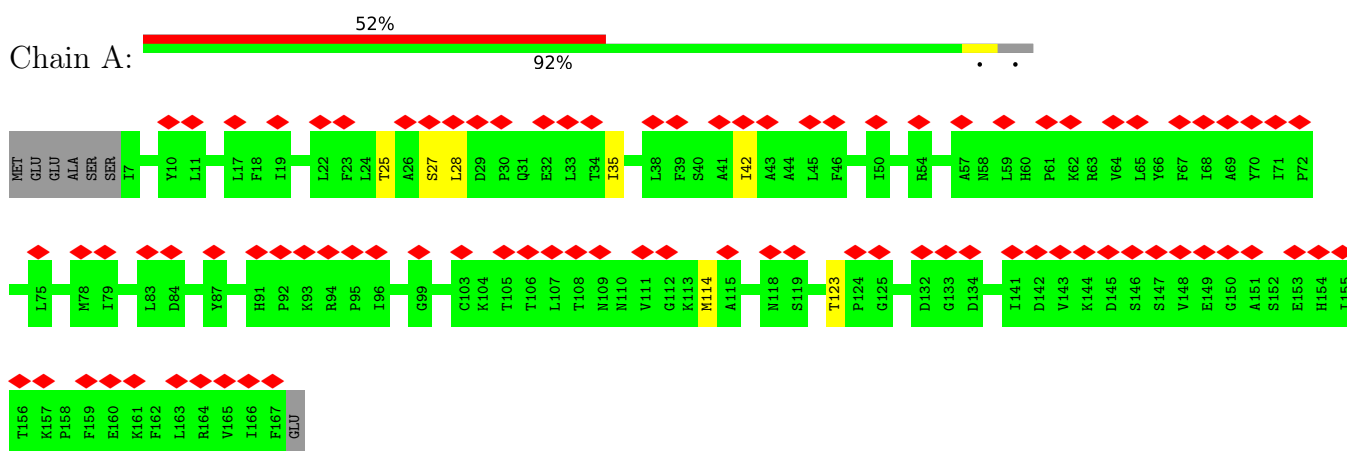 52%
Chain A:
92% • •
MET GLU GLU ALA SER SER I7 Y10 L11 L17 F18 I19 L22 F23 L24 T25 A26 S27 L28 D29 P30 Q31 E32 L33 T34 I35 L38 F39 S40 A41 I42 A43 A44 L45 F46 I50 R54 A57 N58 L59 H60 P61 K62 R63 V64 L65 Y66 F67 I68 A69 Y70 I71 P72
L75 M78 I79 L83 D84 Y87 H91 P92 K93 R94 P95 I96 G99 C103 K104 T105 T106 L107 T108 N109 N110 V111 G112 K113 M114 A115 N118 S119 T123 P124 G125 D132 G133 D134 I141 D142 V143 K144 D145 S146 S147 V148 E149 G150 A151 S152 E153 H154 I155
T156 K157 P158 F159 E160 K161 F162 L163 R164 V165 I166 F167 GLU